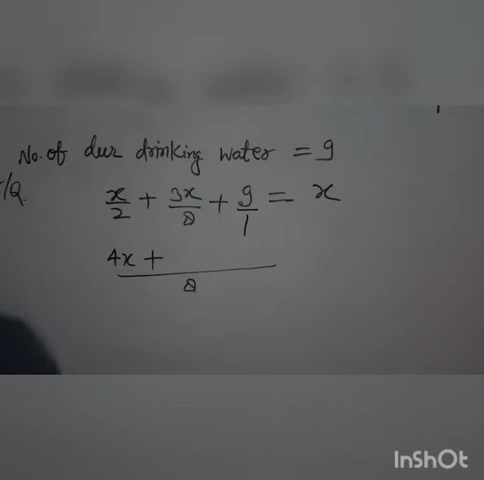 No. of deer drinking water = 9
/Q. x/2 + 3x/8 + 9/1 = x
4x + / 8
InShOt